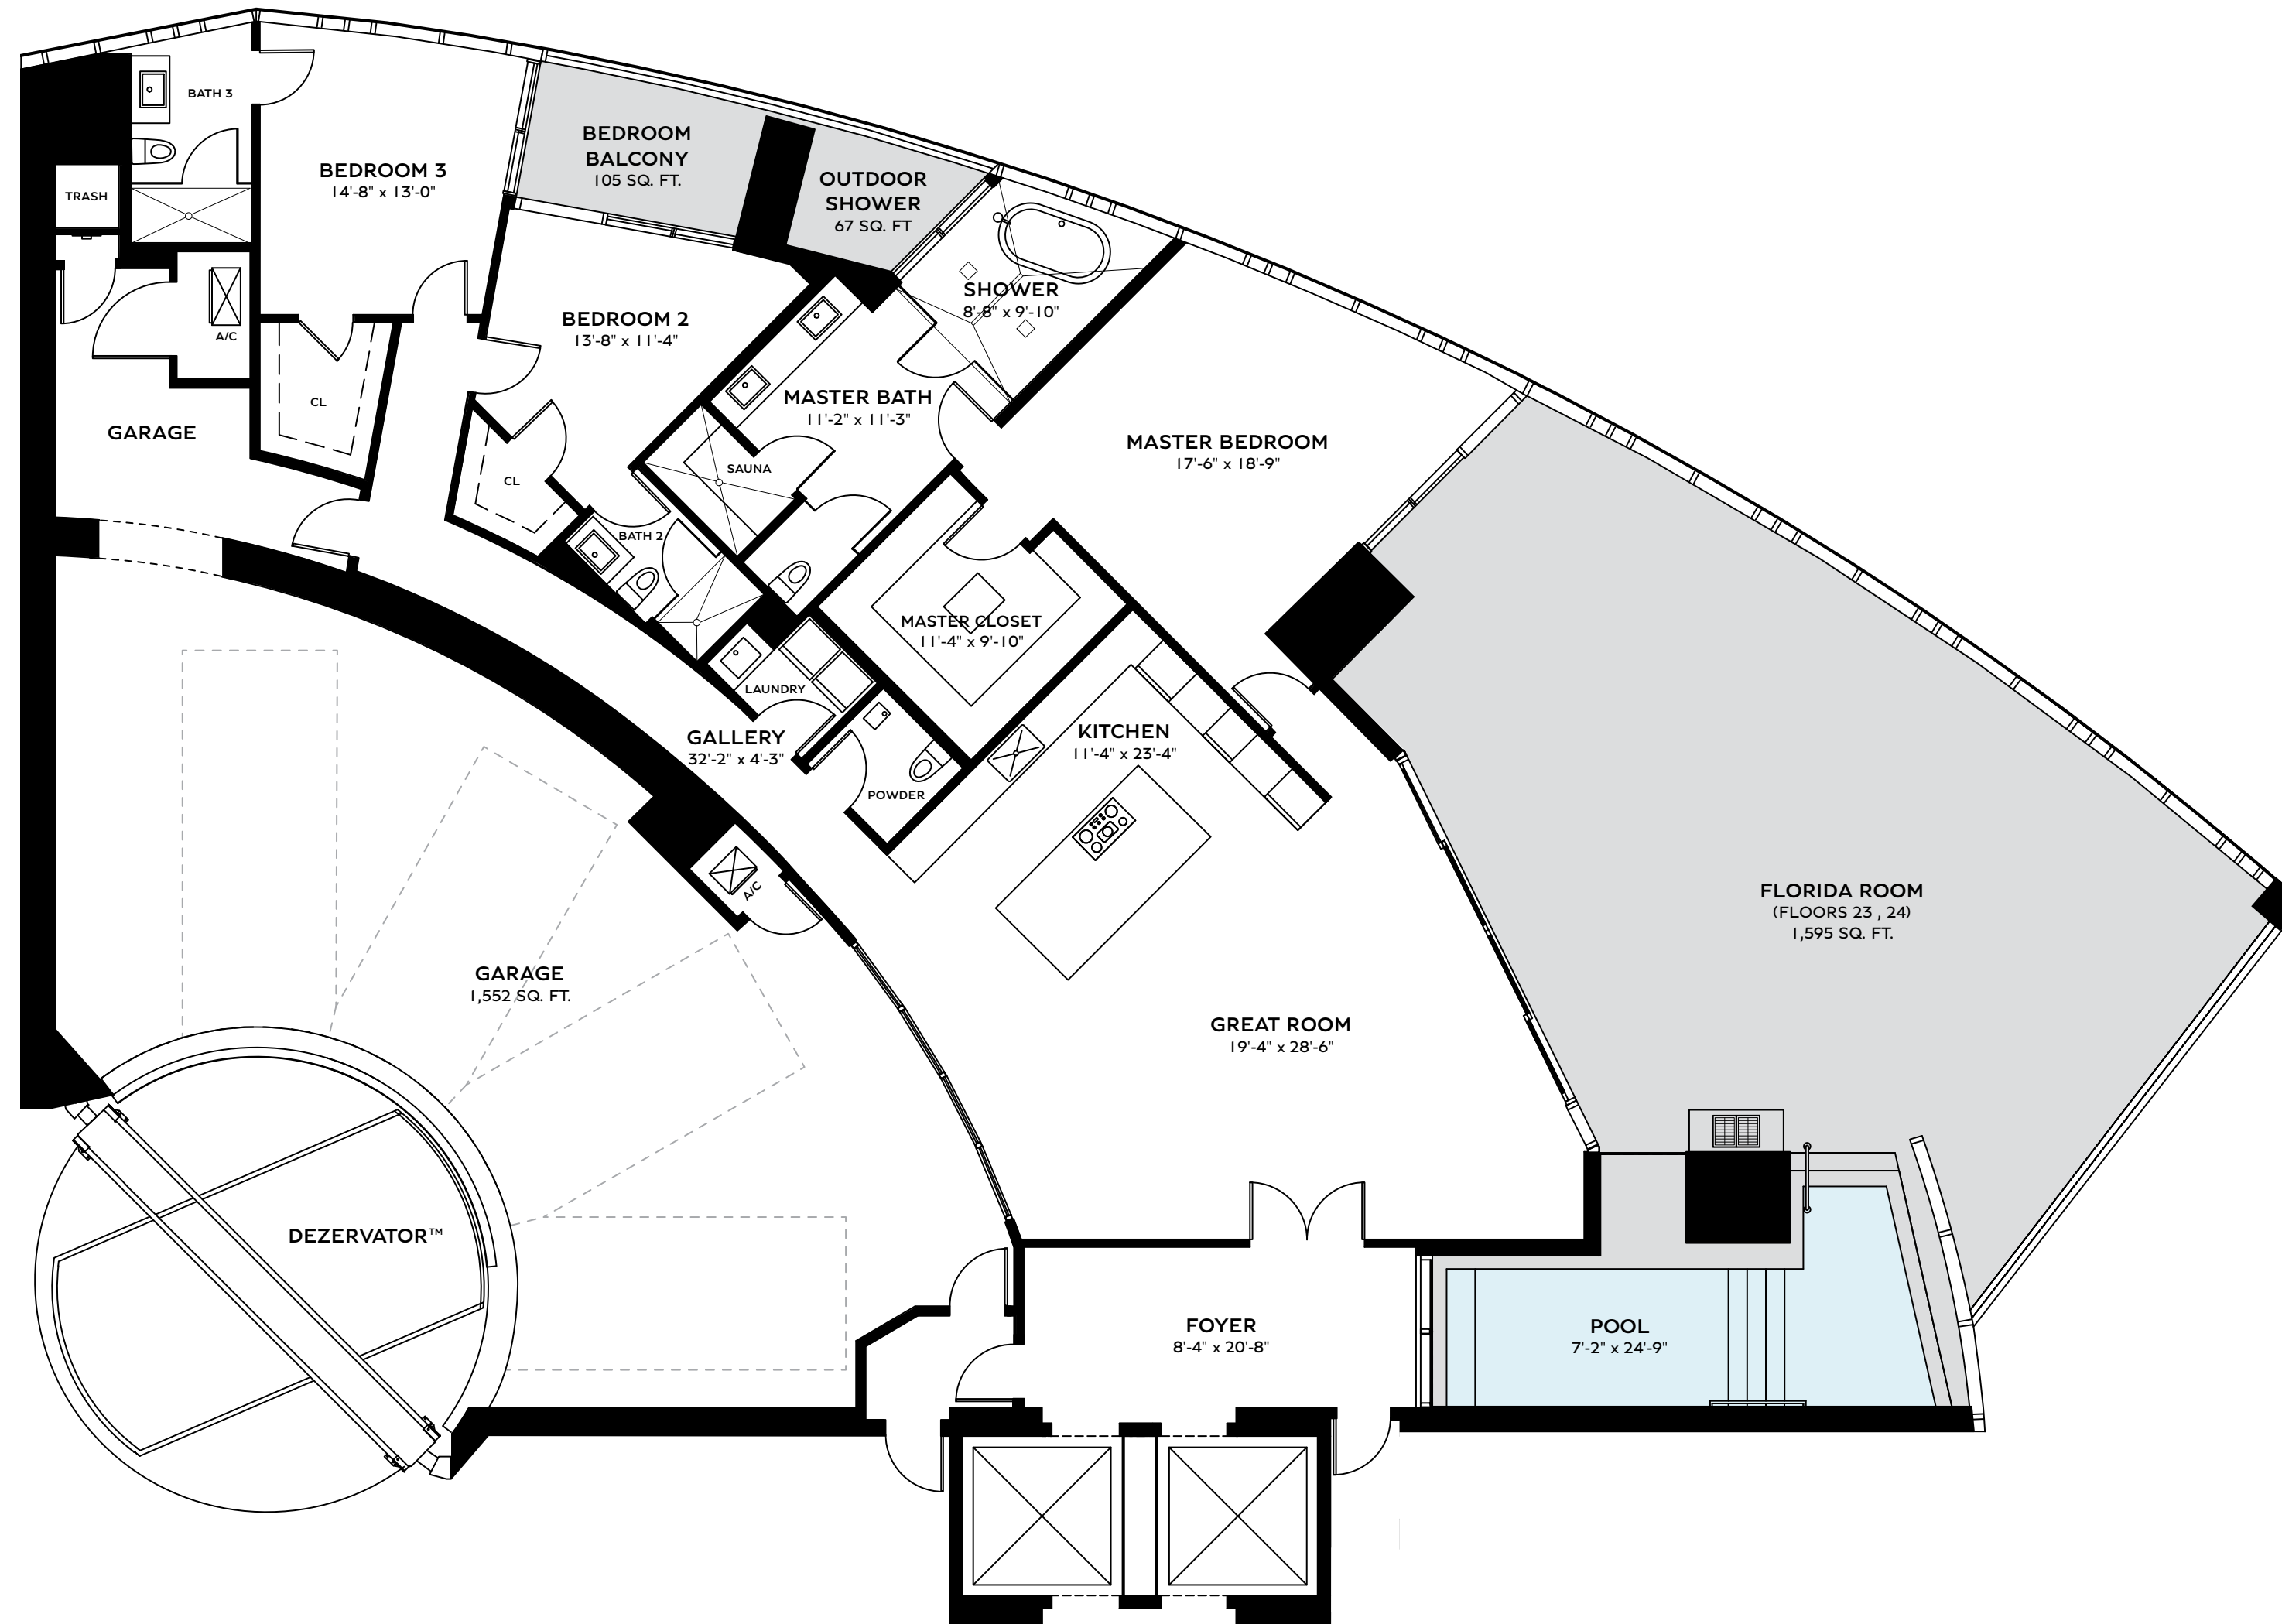 BATH 3
TRASH
A/C
BEDROOM 3
14'-8" x 13'-0"
BEDROOM
BALCONY
105 SQ. FT.
OUTDOOR
SHOWER
67 SQ. FT
SHOWER
8'-8" x 9'-10"
BEDROOM 2
13'-8" x 11'-4"
MASTER BATH
11'-2" x 11'-3"
CL
GARAGE
SAUNA
CL
BATH 2
MASTER BEDROOM
17'-6" x 18'-9"
MASTER CLOSET
11'-4" x 9'-10"
LAUNDRY
GALLERY
32'-2" x 4'-3"
KITCHEN
11'-4" x 23'-4"
POWDER
A/C
FLORIDA ROOM
(FLOORS 23 , 24)
1,595 SQ. FT.
GARAGE
1,552 SQ. FT.
GREAT ROOM
19'-4" x 28'-6"
DEZERVATOR™
FOYER
8'-4" x 20'-8"
POOL
7'-2" x 24'-9"